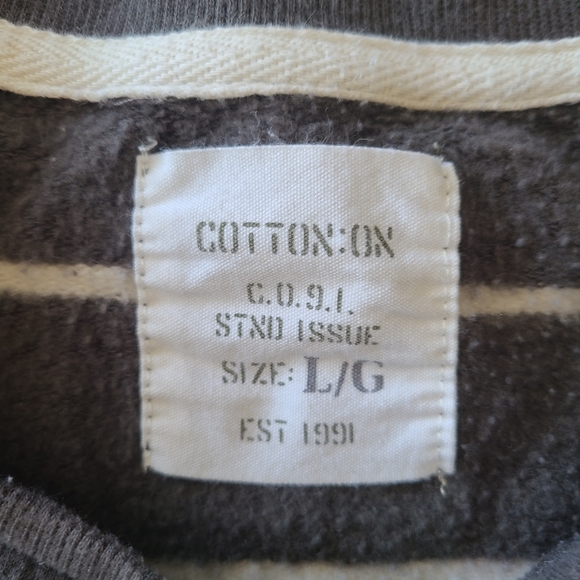 COTTON:ON
C.O.9.1.
STND ISSUE
SIZE: L/G
EST 1991